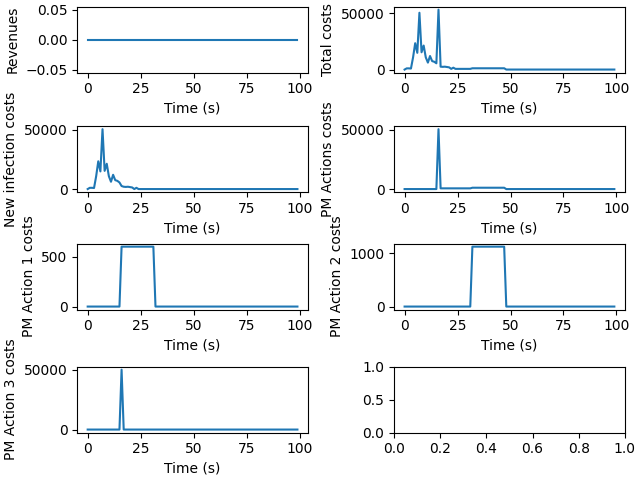 Revenues
0.05
0.00
−0.05
0 25 50 75 100
Time (s)
Total costs
50000
0
0 25 50 75 100
Time (s)
New infection costs
50000
0
0 25 50 75 100
Time (s)
PM Actions costs
50000
0
0 25 50 75 100
Time (s)
PM Action 1 costs
500
0
0 25 50 75 100
Time (s)
PM Action 2 costs
1000
0
0 25 50 75 100
Time (s)
PM Action 3 costs
50000
0
0 25 50 75 100
Time (s)
1.0
0.5
0.0
0.0 0.2 0.4 0.6 0.8 1.0